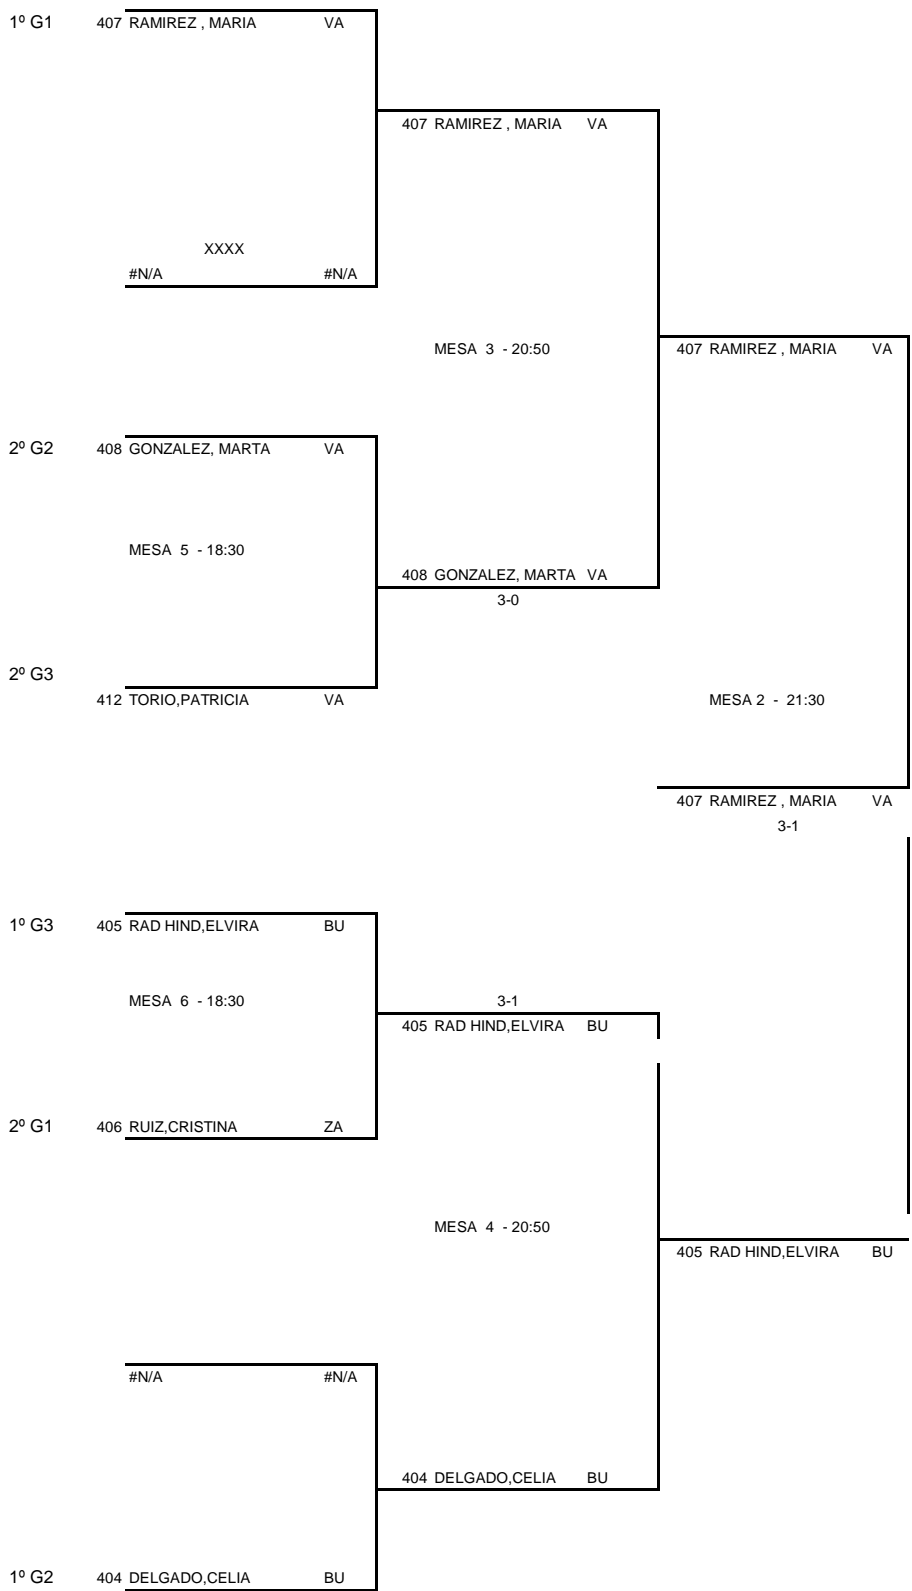 1º G1 407 RAMIREZ , MARIA VA
407 RAMIREZ , MARIA VA
XXXX
#N/A #N/A
MESA 3 - 20:50 407 RAMIREZ , MARIA VA
2º G2 408 GONZALEZ, MARTA VA
MESA 5 - 18:30
408 GONZALEZ, MARTA VA
3-0
2º G3
412 TORIO,PATRICIA VA MESA 2 - 21:30
407 RAMIREZ , MARIA VA
3-1
1º G3 405 RAD HIND,ELVIRA BU
MESA 6 - 18:30 3-1
405 RAD HIND,ELVIRA BU
2º G1 406 RUIZ,CRISTINA ZA
MESA 4 - 20:50
405 RAD HIND,ELVIRA BU
#N/A #N/A
404 DELGADO,CELIA BU
1º G2 404 DELGADO,CELIA BU